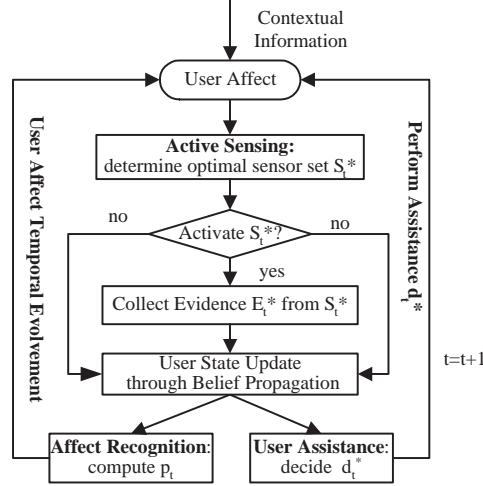 Contextual
Information
User Affect
Active Sensing:
determine optimal sensor set S_t*
no
Activate S_t*?
no
yes
Collect Evidence E_t* from S_t*
User State Update
through Belief Propagation
Affect Recognition:
compute p_t
User Assistance:
decide d_t*
User Affect Temporal Evolvement
Perform Assistance d_t*
t=t+1